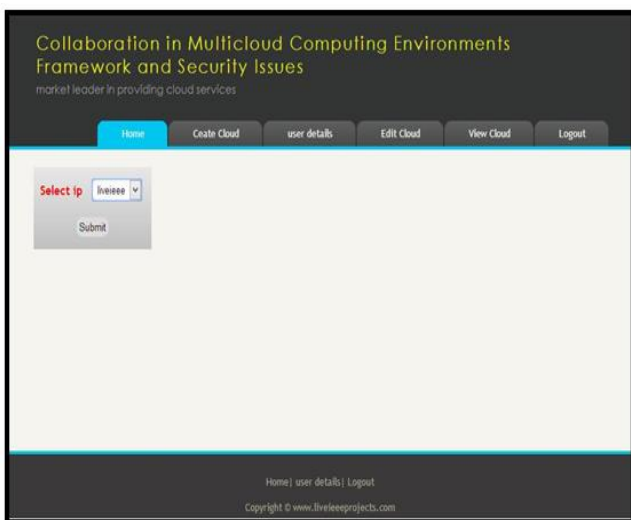 Collaboration in Multicloud Computing Environments
Framework and Security Issues
market leader in providing cloud services
Home Ceate Cloud user details Edit Cloud View Cloud Logout
Select ip liveieee
Submit
Home| user details| Logout
Copyright © www.liveieeeprojects.com